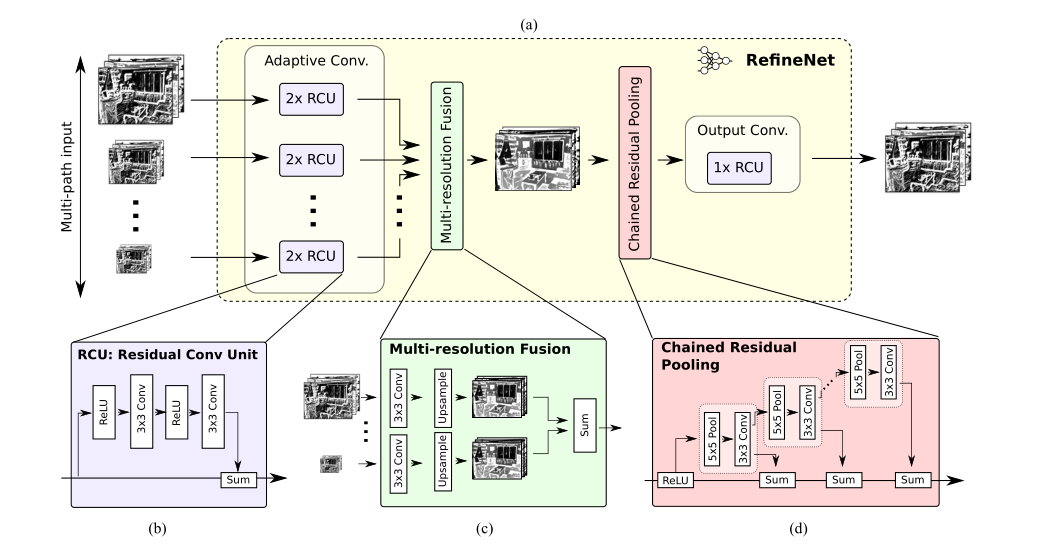 (a)
Multi-path input
Adaptive Conv.
2x RCU
2x RCU
2x RCU
Multi-resolution Fusion
Chained Residual Pooling
RefineNet
Output Conv.
1x RCU
RCU: Residual Conv Unit
ReLU
3x3 Conv
ReLU
3x3 Conv
Sum
(b)
Multi-resolution Fusion
3x3 Conv
Upsample
3x3 Conv
Upsample
Sum
(c)
Chained Residual
Pooling
5x5 Pool
3x3 Conv
5x5 Pool
3x3 Conv
5x5 Pool
3x3 Conv
ReLU
Sum
Sum
Sum
(d)